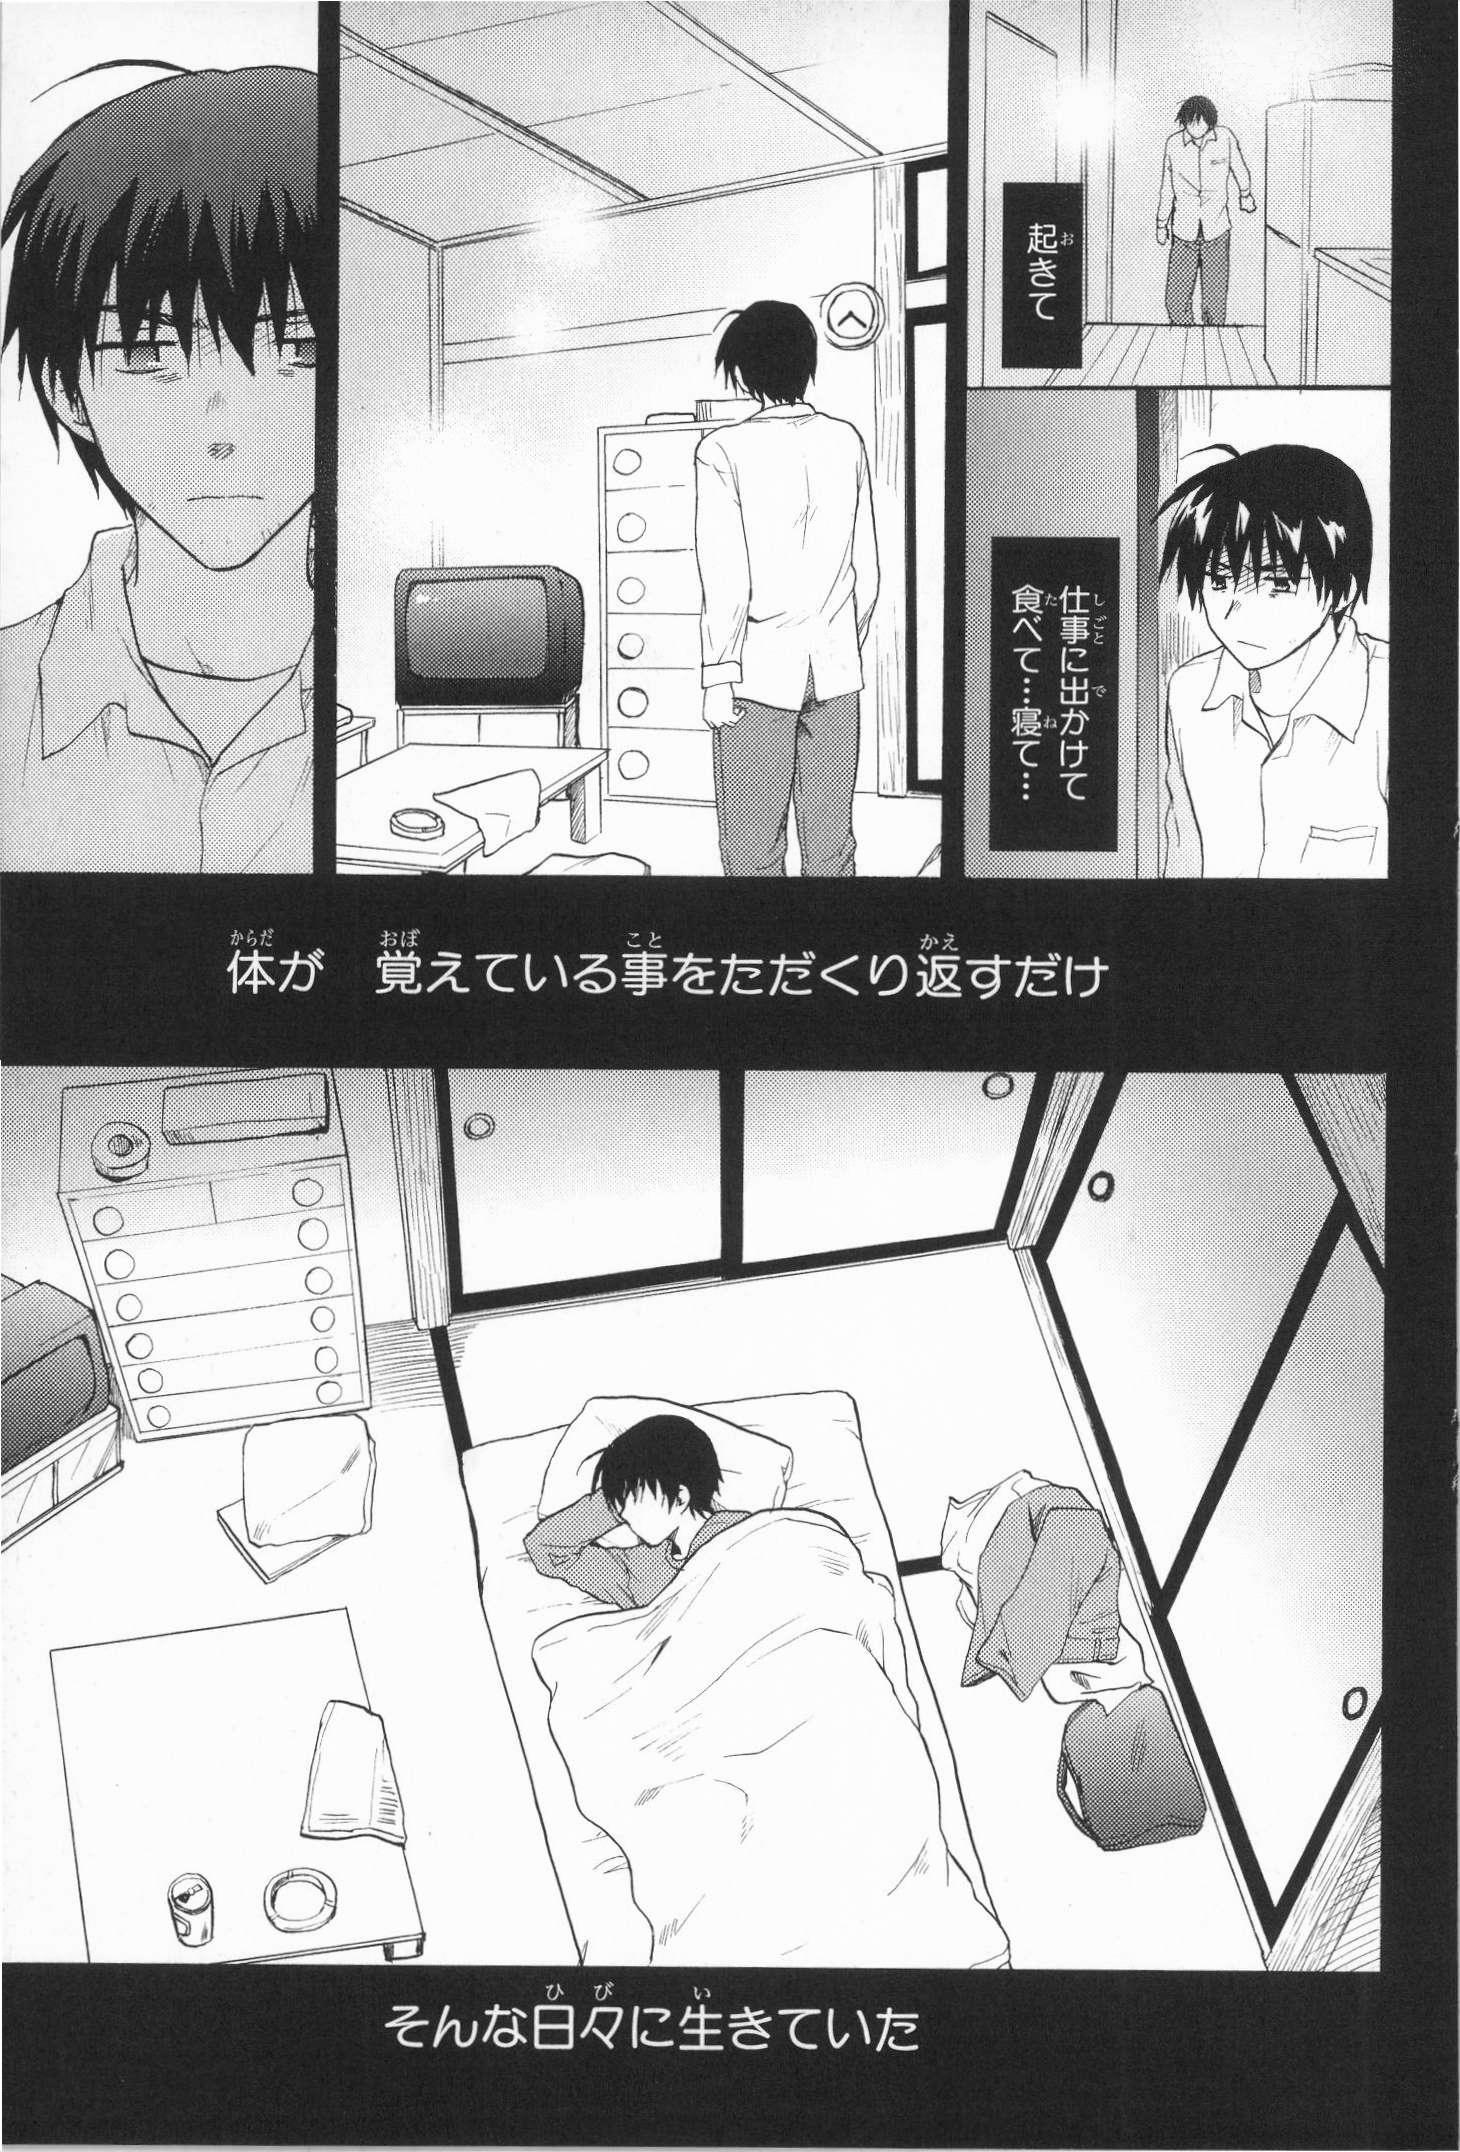 起きて
仕事に出かけて
食べて…寝て…
体が　覚えている事をただくり返すだけ
そんな日々に生きていた